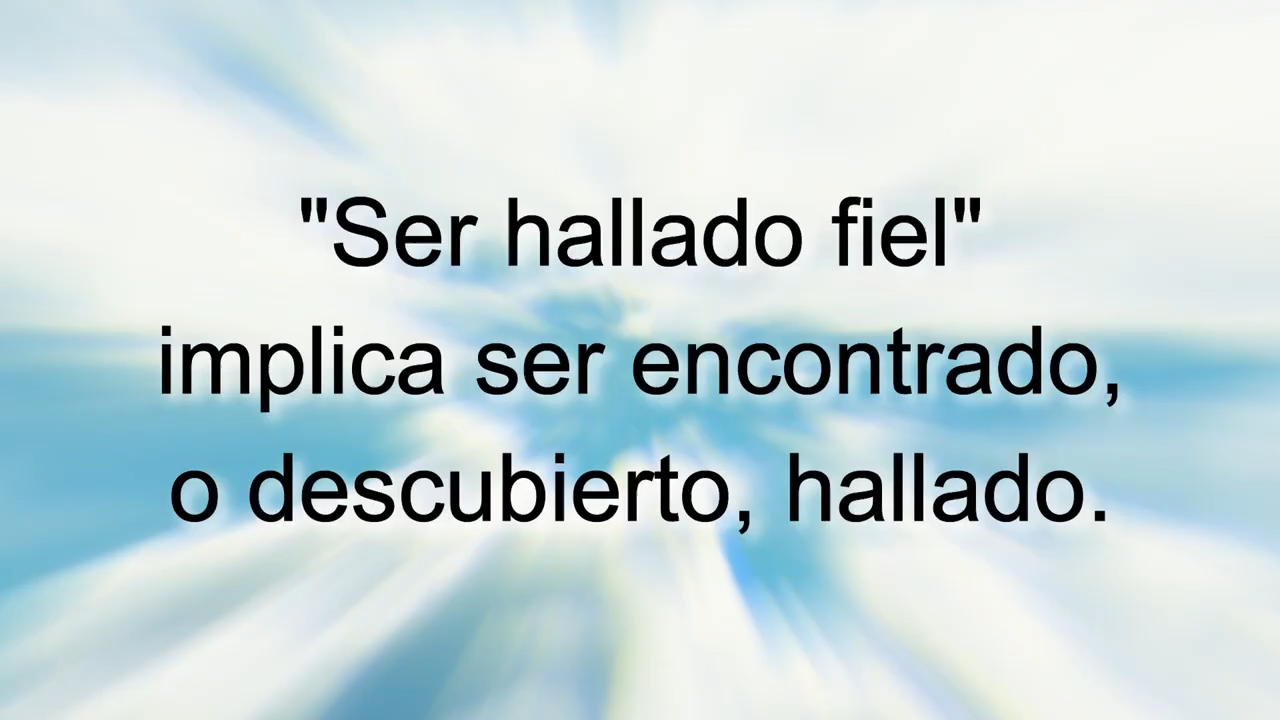 "Ser hallado fiel"
implica ser encontrado,
o descubierto, hallado.